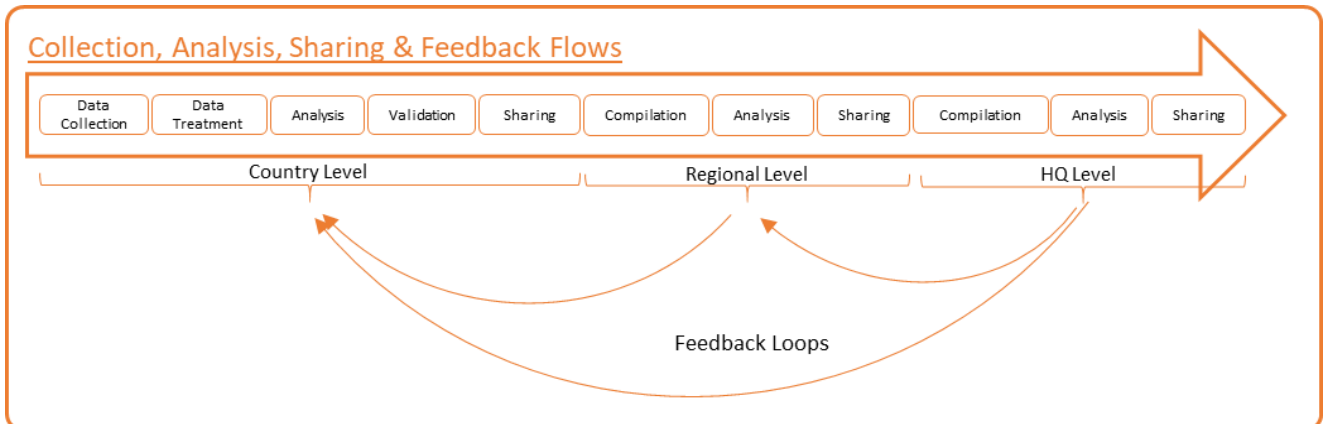 Collection, Analysis, Sharing & Feedback Flows
Data
Collection
Data
Treatment
Analysis
Validation
Sharing
Compilation
Analysis
Sharing
Compilation
Analysis
Sharing
Country Level
Regional Level
HQ Level
Feedback Loops